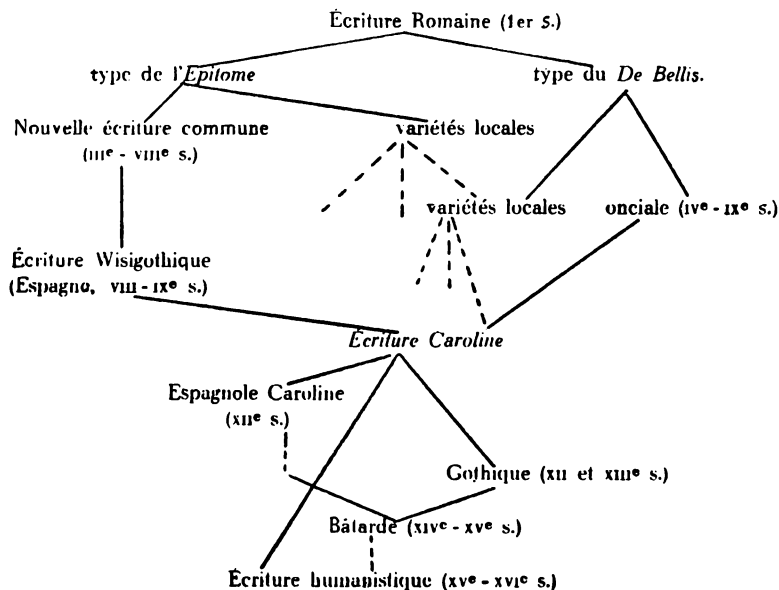 Écriture Romaine (1er s.)
type de l'Epitome
type du De Bellis.
Nouvelle écriture commune
(IIIe - VIIIe s.)
variétés locales
variétés locales
onciale (IVe - IXe s.)
Écriture Wisigothique
(Espagno, VIII - IXe s.)
Écriture Caroline
Espagnole Caroline
(XIIe s.)
Gothique (XII et XIIIe s.)
Bâtarde (XIVe - XVe s.)
Écriture humanistique (XVe - XVIe s.)